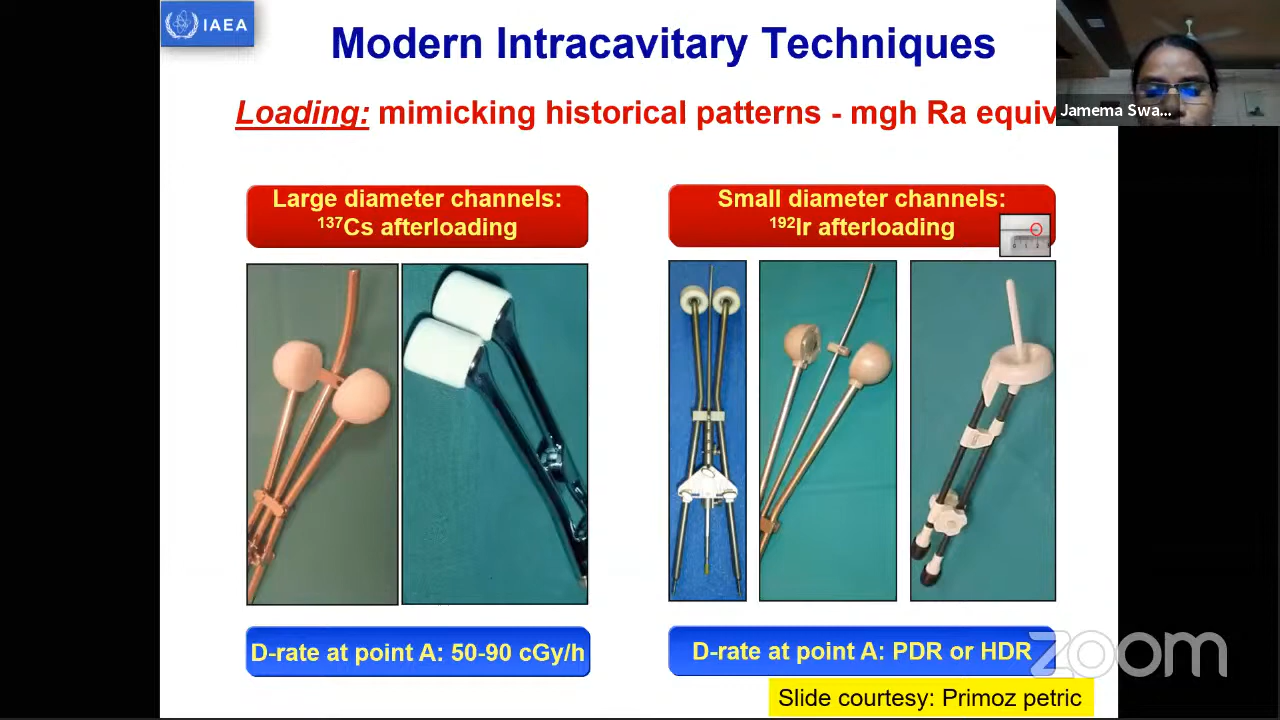 IAEA
Modern Intracavitary Techniques
Loading: mimicking historical patterns - mgh Ra equiv
Jamema Swa...
Large diameter channels:
¹³⁷Cs afterloading
Small diameter channels:
¹⁹²Ir afterloading
D-rate at point A: 50-90 cGy/h
D-rate at point A: PDR or HDR
zoom
Slide courtesy: Primoz petric